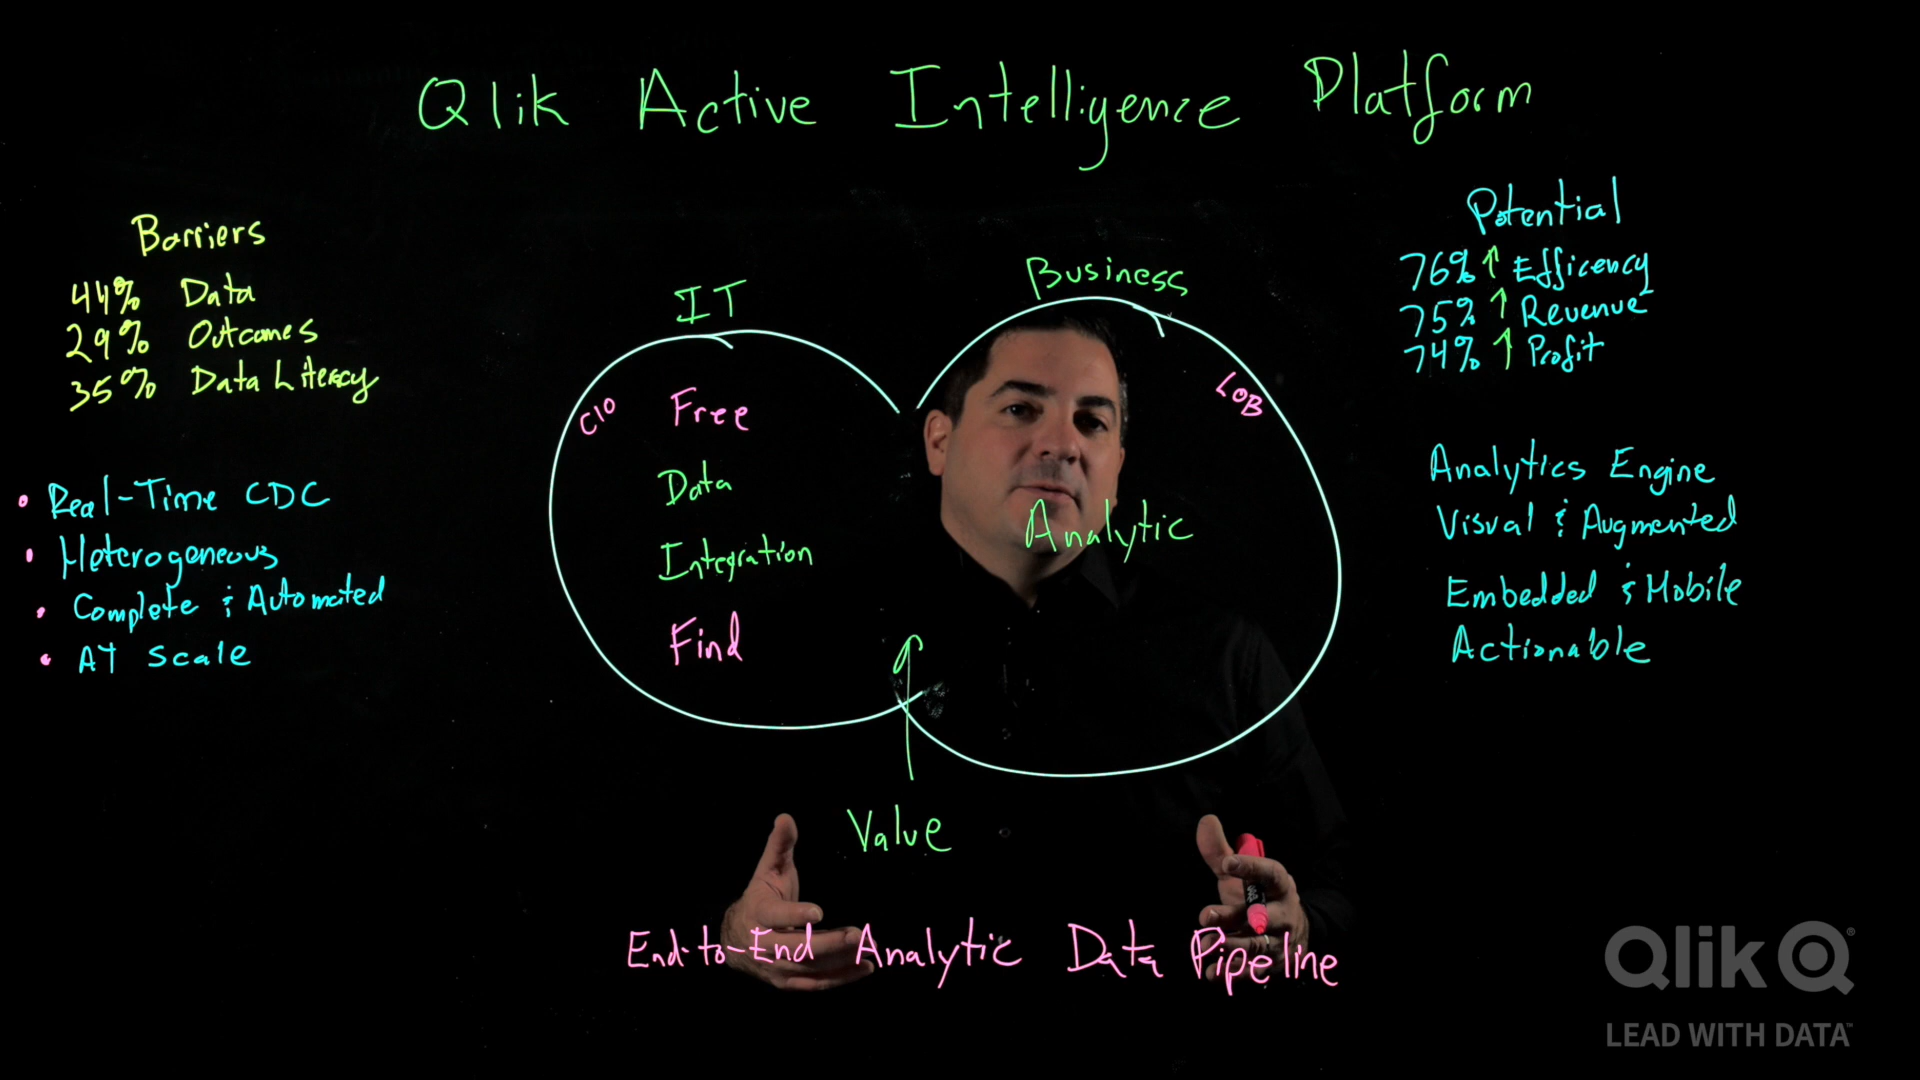 Qlik Active Intelligence Platform
Barriers
44% Data
29% Outcomes
35% Data Literacy
• Real-Time CDC
• Heterogeneous
• Complete & Automated
• AT Scale
IT
CIO
Free
Data
Integration
Find
Business
LOB
Analytic
Value
End-to-End Analytic Data Pipeline
Potential
76% ↑ Efficency
75% ↑ Revenue
74% ↑ Profit
Analytics Engine
Visual & Augmented
Embedded & Mobile
Actionable
Qlik Q®
LEAD WITH DATA™